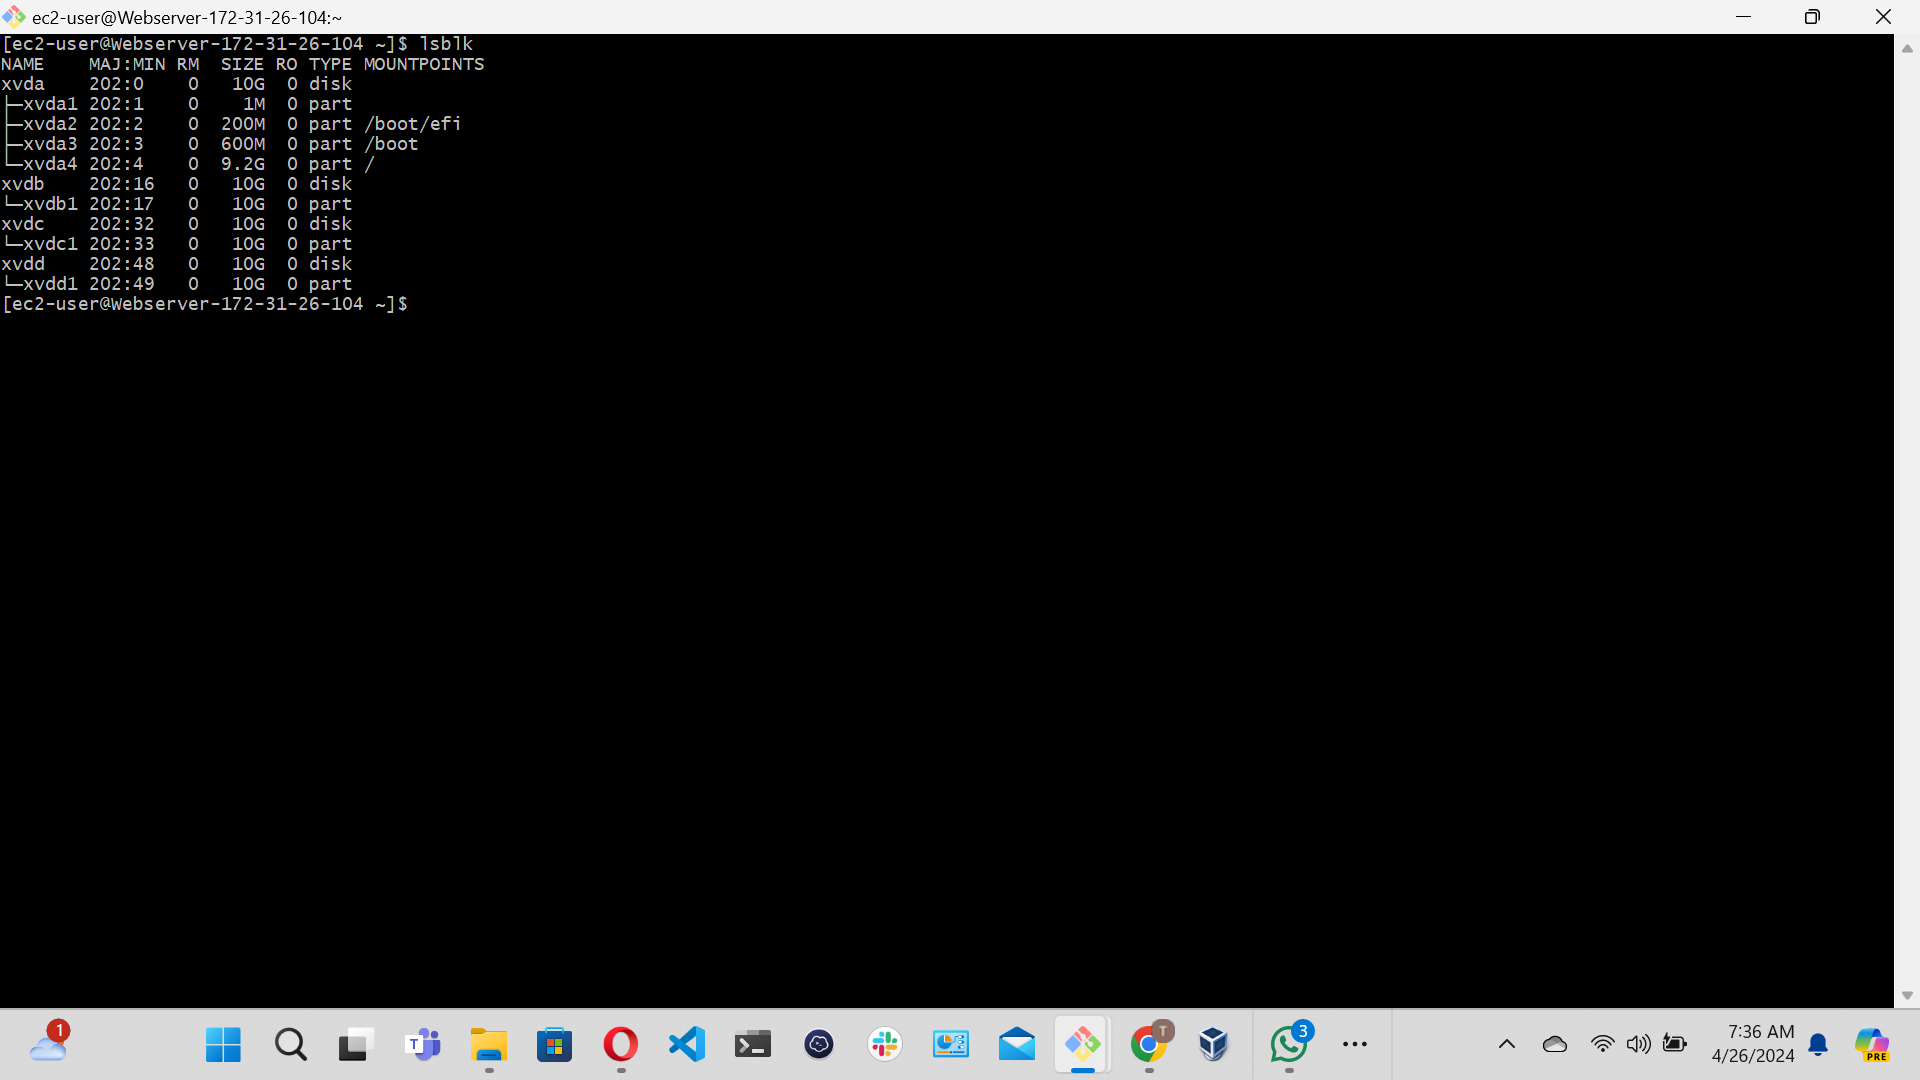 ec2-user@Webserver-172-31-26-104:~
[ec2-user@Webserver-172-31-26-104 ~]$ lsblk
NAME    MAJ:MIN RM  SIZE RO TYPE MOUNTPOINTS
xvda    202:0    0   10G  0 disk
├─xvda1 202:1    0    1M  0 part
├─xvda2 202:2    0  200M  0 part /boot/efi
├─xvda3 202:3    0  600M  0 part /boot
└─xvda4 202:4    0  9.2G  0 part /
xvdb    202:16   0   10G  0 disk
└─xvdb1 202:17   0   10G  0 part
xvdc    202:32   0   10G  0 disk
└─xvdc1 202:33   0   10G  0 part
xvdd    202:48   0   10G  0 disk
└─xvdd1 202:49   0   10G  0 part
[ec2-user@Webserver-172-31-26-104 ~]$
1
T
T
3
7:36 AM
4/26/2024
PRE